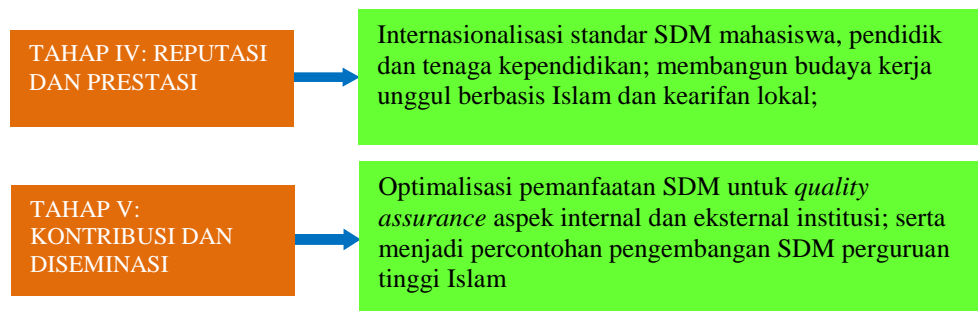 TAHAP IV: REPUTASI
DAN PRESTASI
Internasionalisasi standar SDM mahasiswa, pendidik
dan tenaga kependidikan; membangun budaya kerja
unggul berbasis Islam dan kearifan lokal;
TAHAP V:
KONTRIBUSI DAN
DISEMINASI
Optimalisasi pemanfaatan SDM untuk quality
assurance aspek internal dan eksternal institusi; serta
menjadi percontohan pengembangan SDM perguruan
tinggi Islam